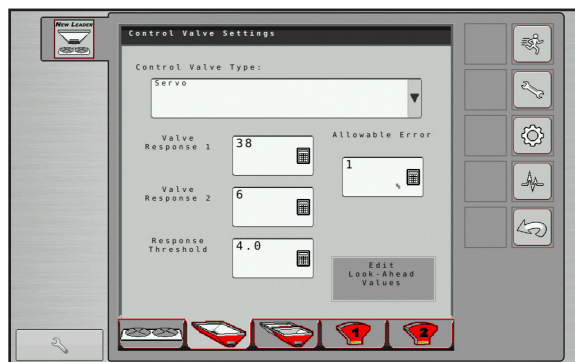 NEW LEADER
Control Valve Settings
Control Valve Type:
Servo
Valve
Response 1
38
Allowable Error
1
%
Valve
Response 2
6
Response
Threshold
4.0
Edit
Look-Ahead
Values
1
2